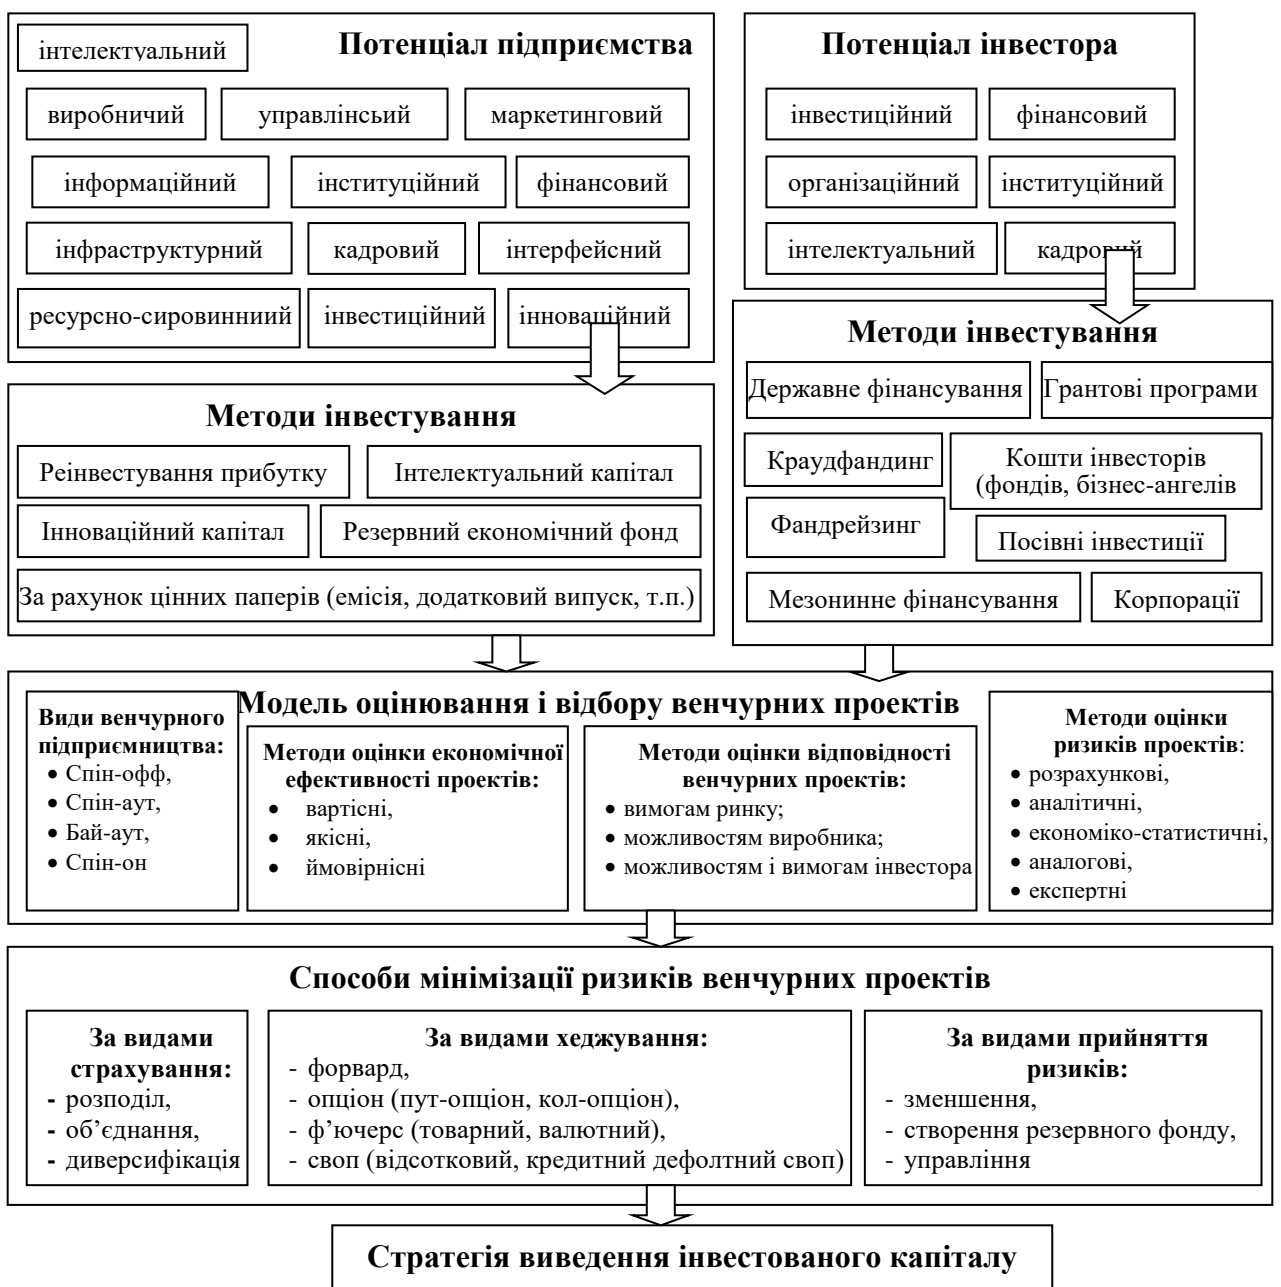 Потенціал підприємства
інтелектуальний
виробничий
управлінсьий
маркетинговий
інформаційний
інституційний
фінансовий
інфраструктурний
кадровий
інтерфейсний
ресурсно-сировинниий
інвестиційний
інноваційний
Потенціал інвестора
інвестиційний
фінансовий
організаційний
інституційний
інтелектуальний
кадровий
Методи інвестування
Реінвестування прибутку
Інтелектуальний капітал
Інноваційний капітал
Резервний економічний фонд
За рахунок цінних паперів (емісія, додатковий випуск, т.п.)
Методи інвестування
Державне фінансування
Грантові програми
Краудфандинг
Кошти інвесторів
(фондів, бізнес-ангелів
Фандрейзинг
Посівні інвестиції
Мезонинне фінансування
Корпорації
Модель оцінювання і відбору венчурних проектів
Види венчурного
підприємництва:
• Спін-офф,
• Спін-аут,
• Бай-аут,
• Спін-он
Методи оцінки економічної
ефективності проектів:
• вартісні,
• якісні,
• ймовірнісні
Методи оцінки відповідності
венчурних проектів:
• вимогам ринку;
• можливостям виробника;
• можливостям і вимогам інвестора
Методи оцінки
ризиків проектів:
• розрахункові,
• аналітичні,
• економіко-статистичні,
• аналогові,
• експертні
Способи мінімізації ризиків венчурних проектів
За видами
страхування:
- розподіл,
- об’єднання,
- диверсифікація
За видами хеджування:
- форвард,
- опціон (пут-опціон, кол-опціон),
- ф’ючерс (товарний, валютний),
- своп (відсотковий, кредитний дефолтний своп)
За видами прийняття
ризиків:
- зменшення,
- створення резервного фонду,
- управління
Стратегія виведення інвестованого капіталу